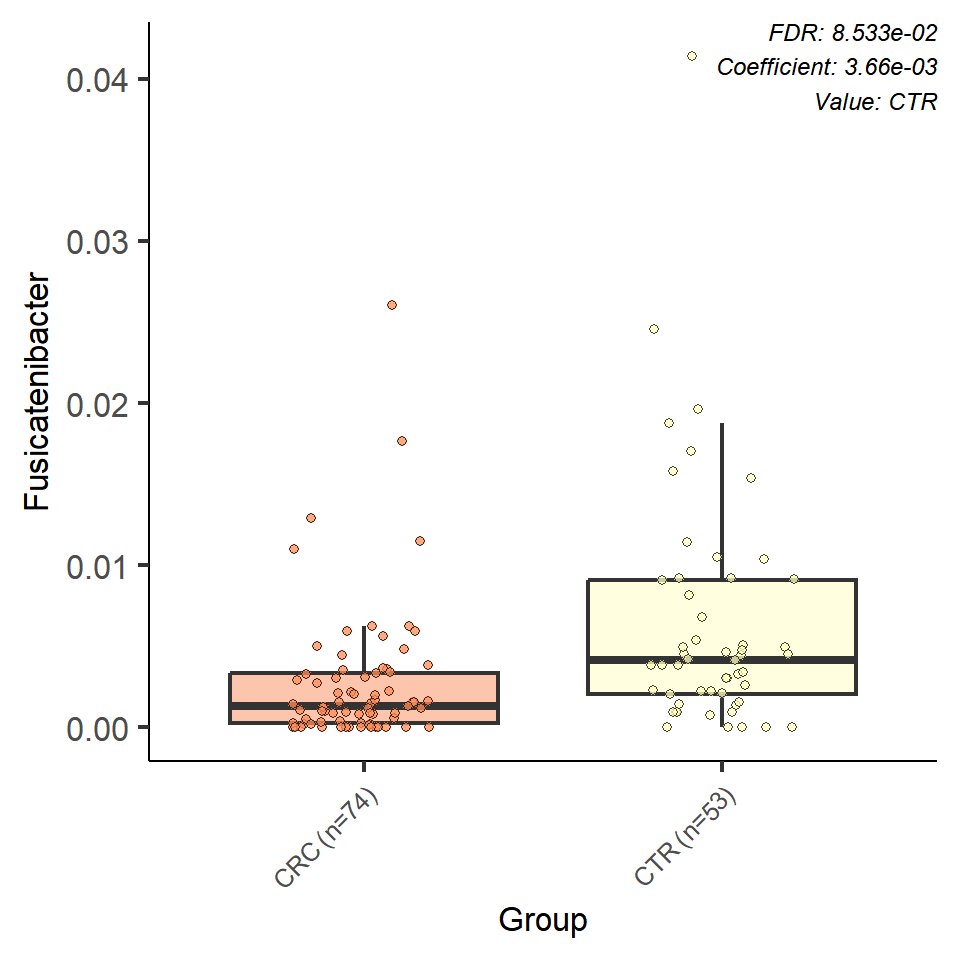 FDR: 8.533e-02
Coefficient: 3.66e-03
Value: CTR
0.04
0.03
0.02
0.01
0.00
Fusicatenibacter
CRC (n=74)
CTR (n=53)
Group